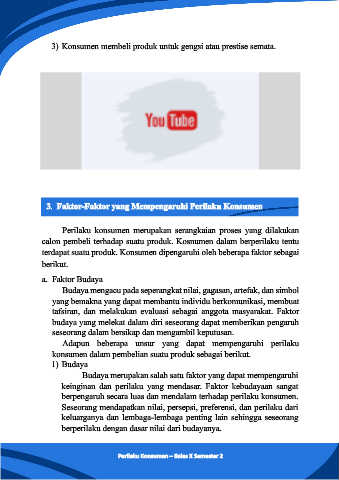 3) Konsumen membeli produk untuk gengsi atau prestise semata.
YouTube
3. Faktor-Faktor yang Mempengaruhi Perilaku Konsumen
Perilaku konsumen merupakan serangkaian proses yang dilakukan
calon pembeli terhadap suatu produk. Kosnumen dalam berperilaku tentu
terdapat suatu produk. Konsumen dipengaruhi oleh beberapa faktor sebagai
berikut.
a. Faktor Budaya
Budaya mengacu pada seperangkat nilai, gagasan, artefak, dan simbol
yang bemakna yang dapat membantu individu berkomunikasi, membuat
tafsiran, dan melakukan evaluasi sebagai anggota masyarakat. Faktor
budaya yang melekat dalam diri seseorang dapat memberikan pengaruh
seseorang dalam bersikap dan mengambil keputusan.
Adapun beberapa unsur yang dapat mempengaruhi perilaku
konsumen dalam pembelian suatu produk sebagai berikut.
1) Budaya
Budaya merupakan salah satu faktor yang dapat mempengaruhi
keinginan dan perilaku yang mendasar. Faktor kebudayaan sangat
berpengaruh secara luas dan mendalam terhadap perilaku konsumen.
Seseorang mendapatkan nilai, persepsi, preferensi, dan perilaku dari
keluarganya dan lembaga-lembaga penting lain sehingga seseorang
berperilaku dengan dasar nilai dari budayanya.
Perilaku Konsumen – Kelas X Semester 2